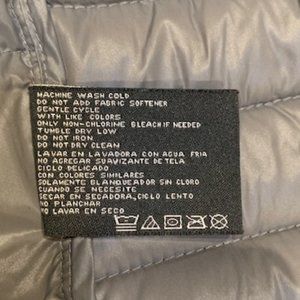 MACHINE WASH COLD
DO NOT ADD FABRIC SOFTENER
GENTLE CYCLE
WITH LIKE COLORS
ONLY NON-CHLORINE BLEACH IF NEEDED
TUMBLE DRY LOW
DO NOT IRON
DO NOT DRY CLEAN
LAVAR EN LAVADORA CON AGUA FRIA
NO AGREGAR SUAVIZANTE DE TELA
CICLO DELICADO
CON COLORES SIMILARES
SOLAMENTE BLANQUEADOR SIN CLORO
CUANDO SE NECESITE
SECAR EN SECADORA, CICLO LENTO
NO PLANCHAR
NO LAVAR EN SECO